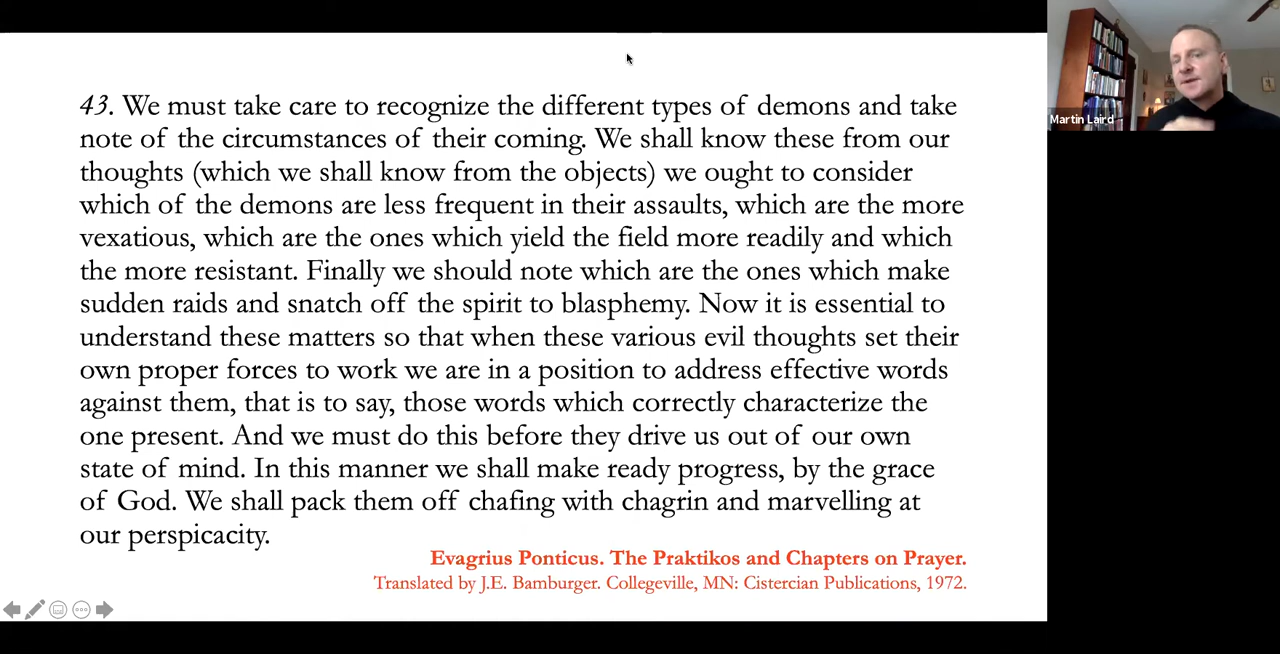 43. We must take care to recognize the different types of demons and take
note of the circumstances of their coming. We shall know these from our
thoughts (which we shall know from the objects) we ought to consider
which of the demons are less frequent in their assaults, which are the more
vexatious, which are the ones which yield the field more readily and which
the more resistant. Finally we should note which are the ones which make
sudden raids and snatch off the spirit to blasphemy. Now it is essential to
understand these matters so that when these various evil thoughts set their
own proper forces to work we are in a position to address effective words
against them, that is to say, those words which correctly characterize the
one present. And we must do this before they drive us out of our own
state of mind. In this manner we shall make ready progress, by the grace
of God. We shall pack them off chafing with chagrin and marvelling at
our perspicacity.
Evagrius Ponticus. The Praktikos and Chapters on Prayer.
Translated by J.E. Bamburger. Collegeville, MN: Cistercian Publications, 1972.
Martin Laird